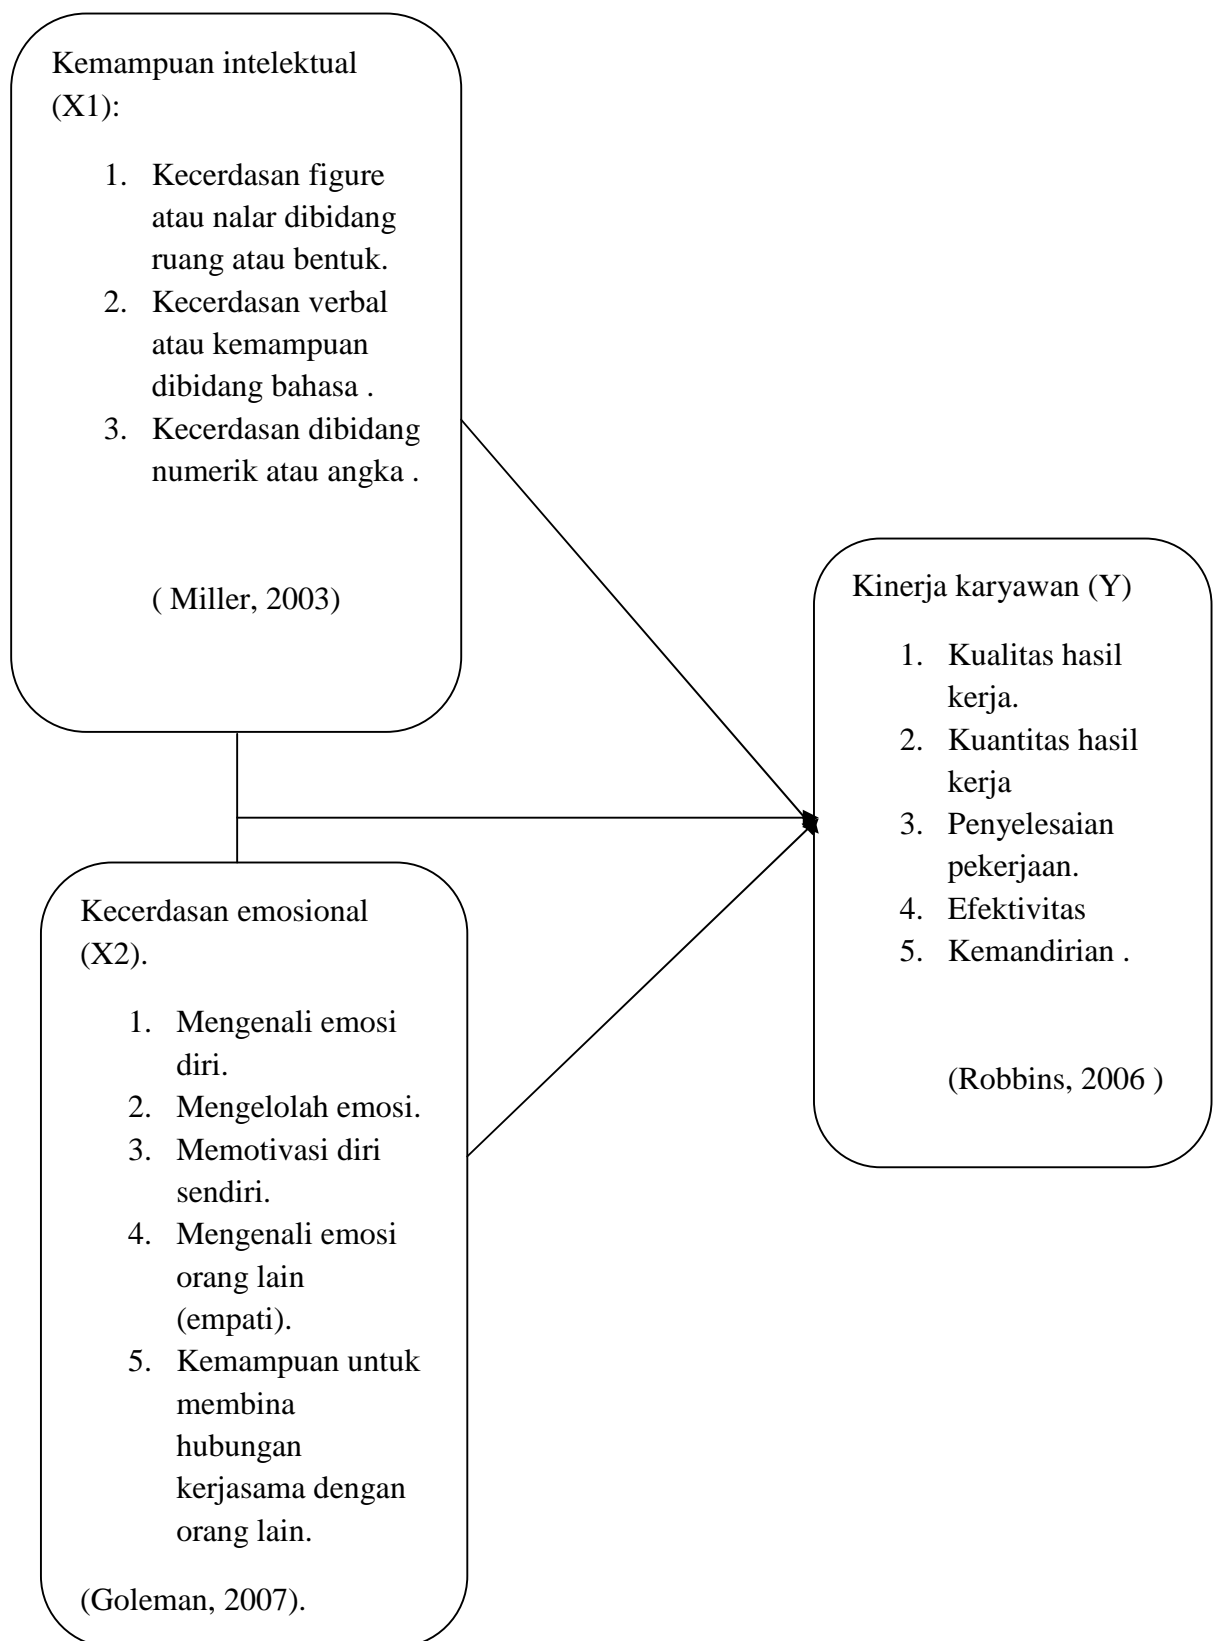 Kemampuan intelektual
(X1):
1. Kecerdasan figure
atau nalar dibidang
ruang atau bentuk.
2. Kecerdasan verbal
atau kemampuan
dibidang bahasa .
3. Kecerdasan dibidang
numerik atau angka .
( Miller, 2003)
Kinerja karyawan (Y)
1. Kualitas hasil
kerja.
2. Kuantitas hasil
kerja
3. Penyelesaian
pekerjaan.
4. Efektivitas
5. Kemandirian .
(Robbins, 2006 )
Kecerdasan emosional
(X2).
1. Mengenali emosi
diri.
2. Mengelolah emosi.
3. Memotivasi diri
sendiri.
4. Mengenali emosi
orang lain
(empati).
5. Kemampuan untuk
membina
hubungan
kerjasama dengan
orang lain.
(Goleman, 2007).